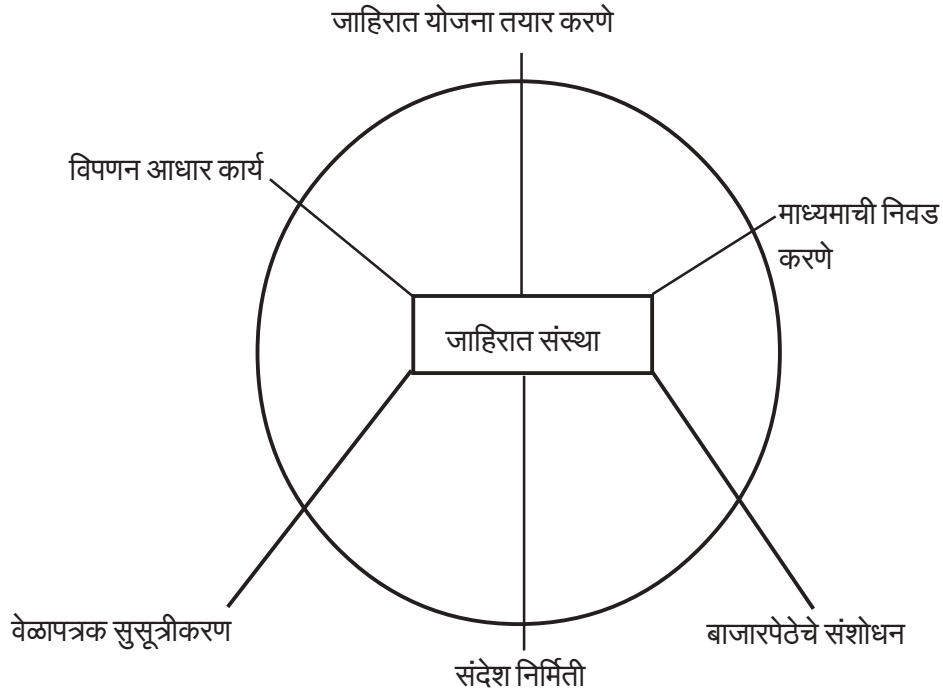 जाहिरात योजना तयार करणे
विपणन आधार कार्य
माध्यमाची निवड
करणे
जाहिरात संस्था
वेळापत्रक सुसूत्रीकरण
बाजारपेठेचे संशोधन
संदेश निर्मिती